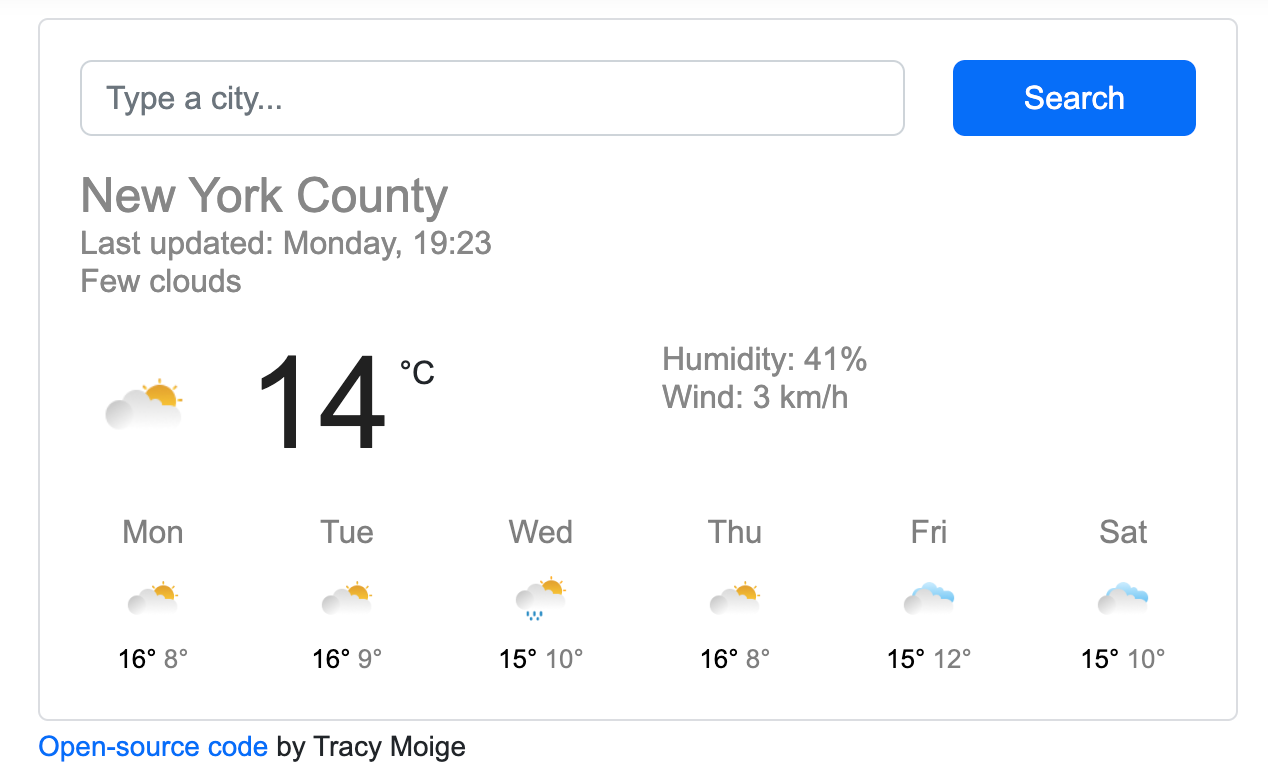 Type a city...
Search
New York County
Last updated: Monday, 19:23
Few clouds
14 °C
Humidity: 41%
Wind: 3 km/h
Mon Tue Wed Thu Fri Sat
16° 8° 16° 9° 15° 10° 16° 8° 15° 12° 15° 10°
Open-source code by Tracy Moige